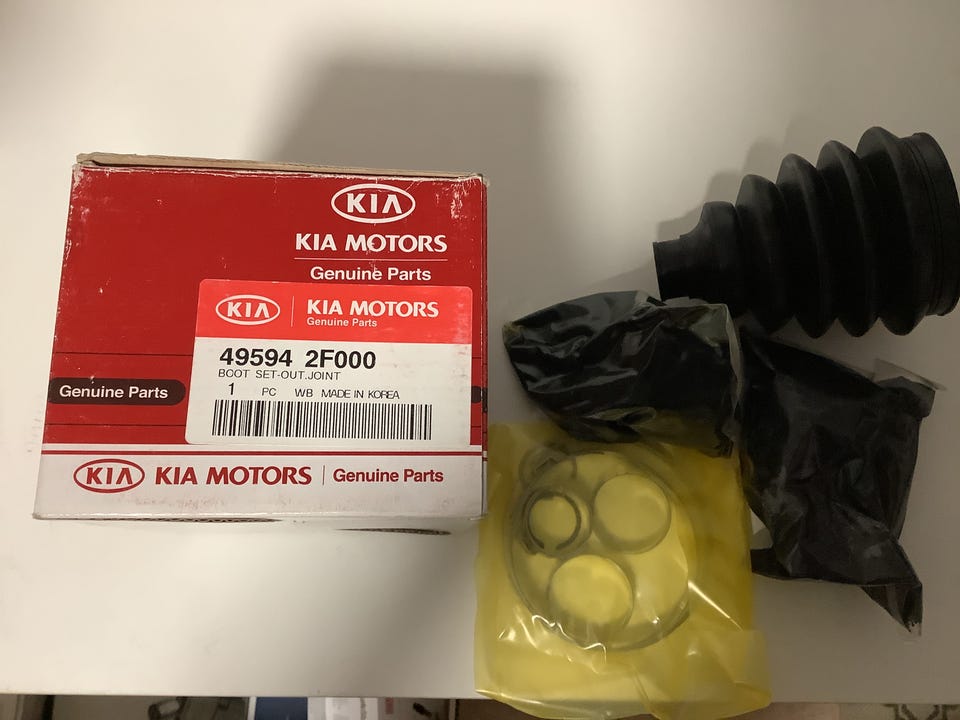 KIA
KIA MOTORS
Genuine Parts
KIA KIA MOTORS
Genuine Parts
49594 2F000
BOOT SET-OUT.JOINT
1 PC WB MADE IN KOREA
Genuine Parts
KIA KIA MOTORS Genuine Parts